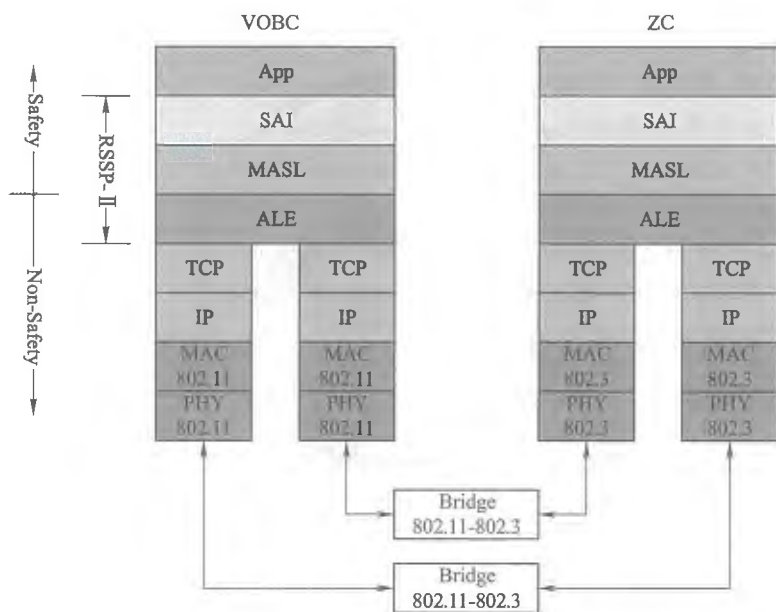 VOBC
ZC
Safety
Non-Safety
RSSP-Ⅱ
App
SAI
MASL
ALE
TCP
TCP
IP
IP
MAC
802.11
MAC
802.11
PHY
802.11
PHY
802.11
App
SAI
MASL
ALE
TCP
TCP
IP
IP
MAC
802.3
MAC
802.3
PHY
802.3
PHY
802.3
Bridge
802.11-802.3
Bridge
802.11-802.3